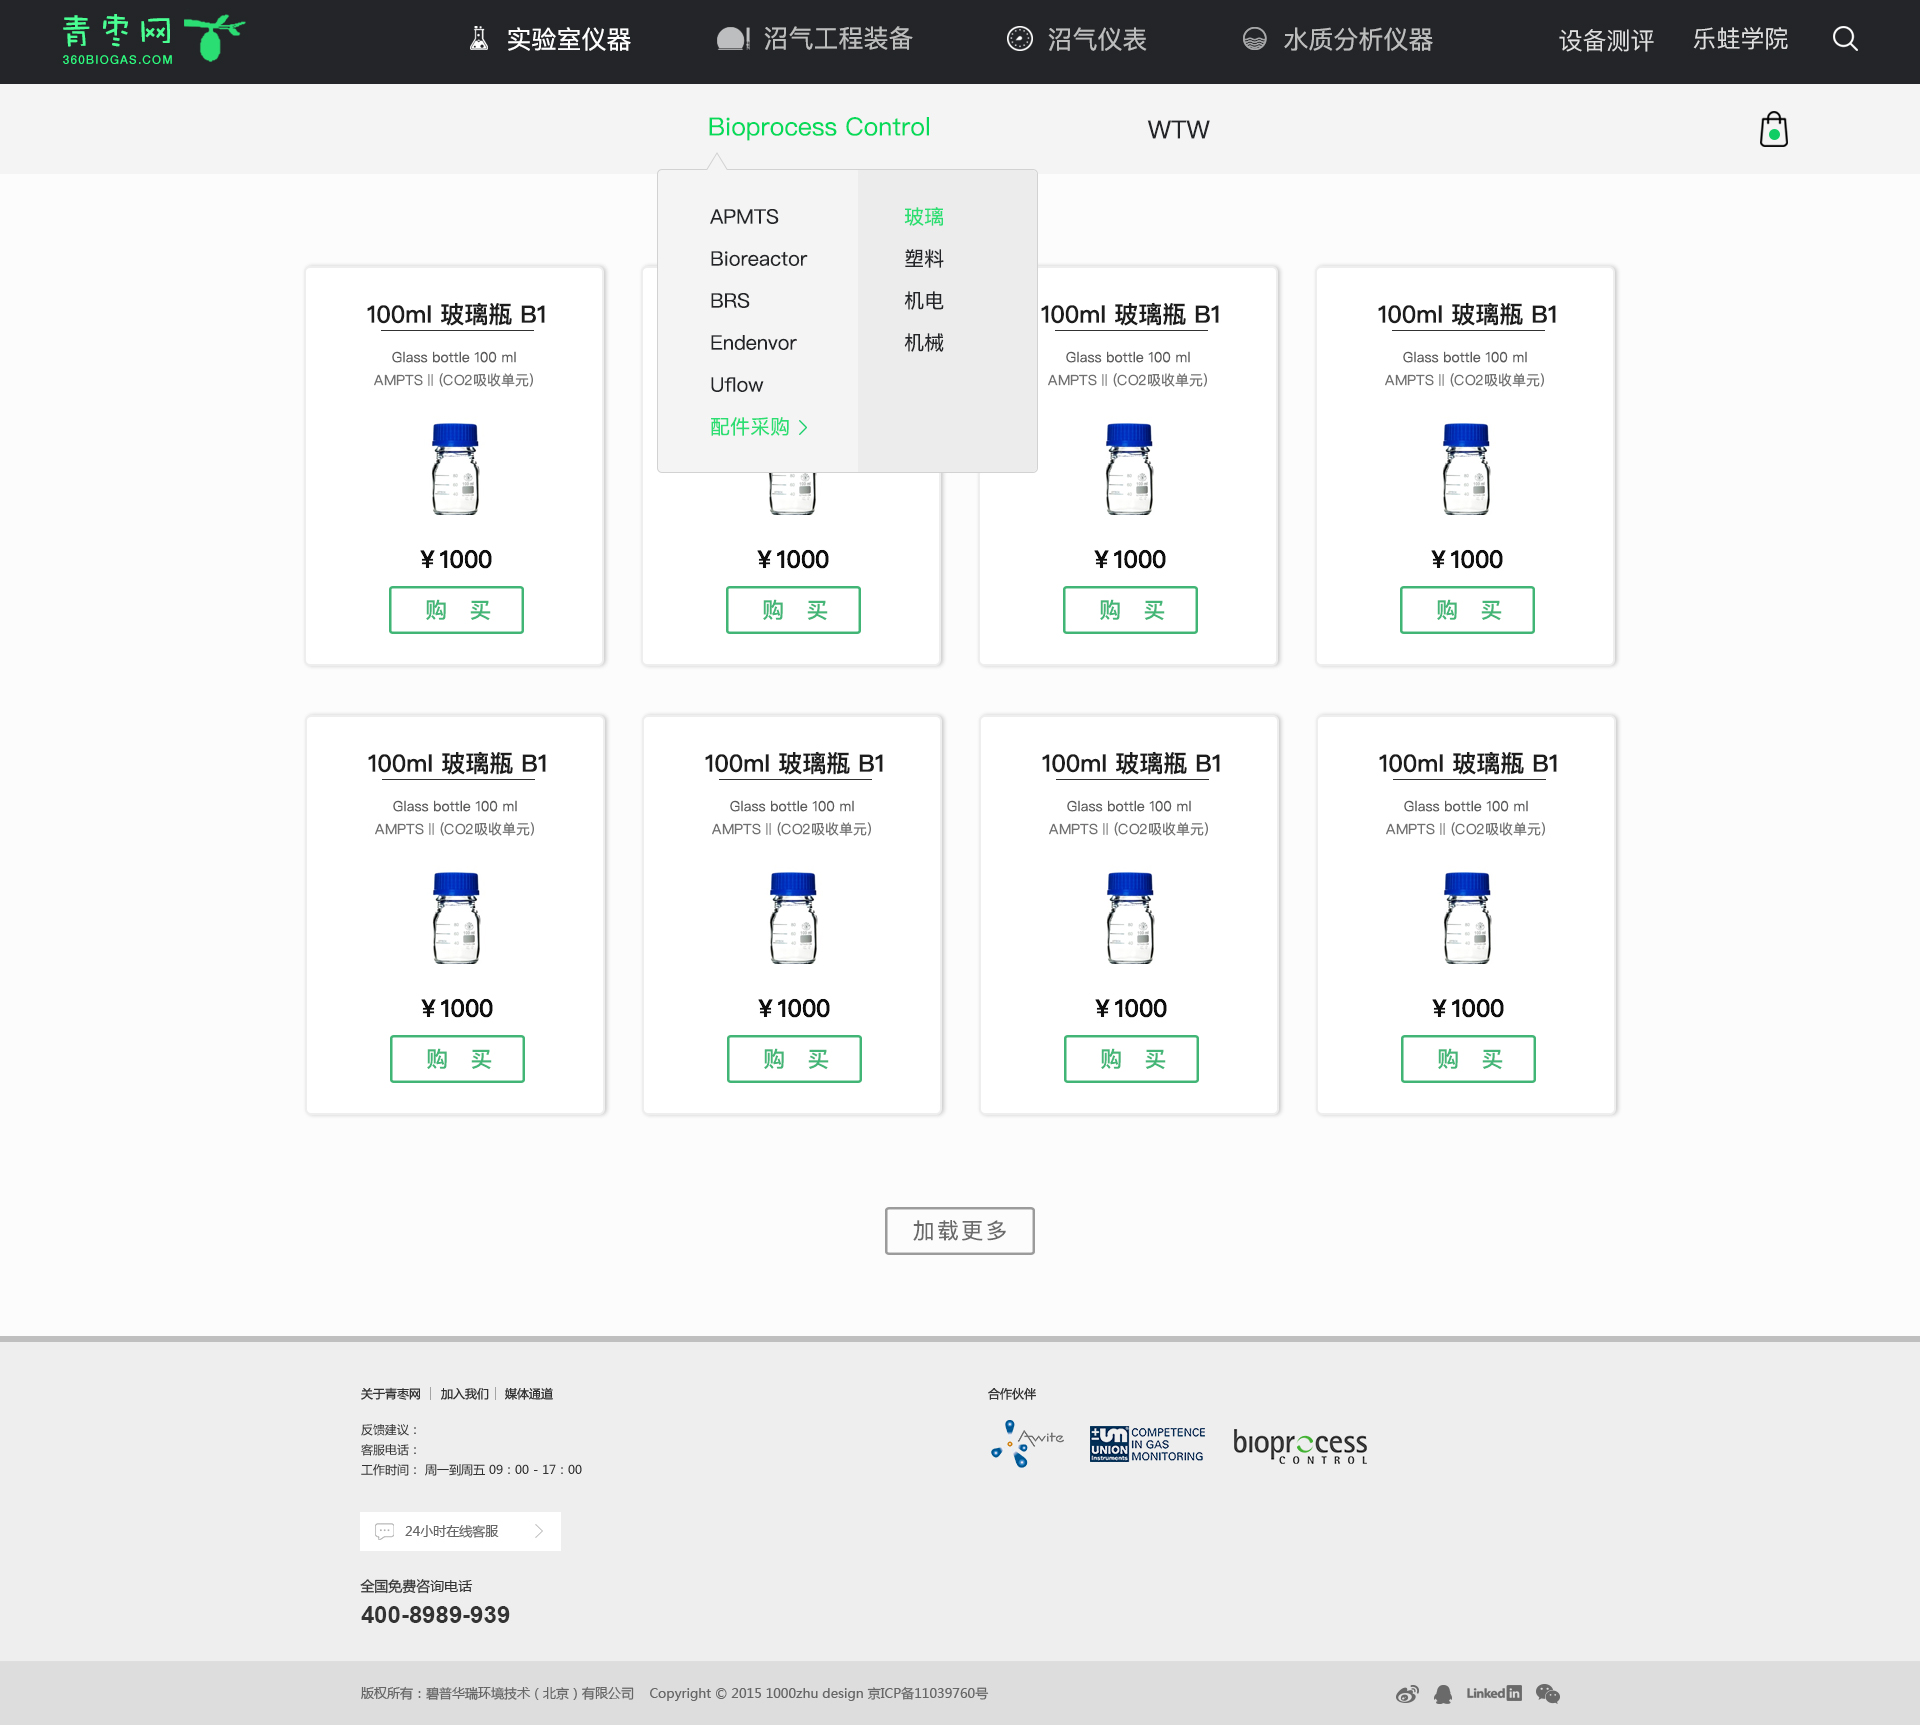 青枣网
360BIOGAS.COM
实验室仪器
沼气工程装备
沼气仪表
水质分析仪器
设备测评
乐蛙学院
Bioprocess Control
WTW
APMTS
Bioreactor
BRS
Endenvor
Uflow
配件采购
玻璃
塑料
机电
机械
100ml 玻璃瓶 B1
Glass bottle 100 ml
AMPTS || (CO2吸收单元)
¥1000
购 买
¥1000
购 买
100ml 玻璃瓶 B1
Glass bottle 100 ml
AMPTS || (CO2吸收单元)
¥1000
购 买
100ml 玻璃瓶 B1
Glass bottle 100 ml
AMPTS || (CO2吸收单元)
¥1000
购 买
100ml 玻璃瓶 B1
Glass bottle 100 ml
AMPTS || (CO2吸收单元)
¥1000
购 买
100ml 玻璃瓶 B1
Glass bottle 100 ml
AMPTS || (CO2吸收单元)
¥1000
购 买
100ml 玻璃瓶 B1
Glass bottle 100 ml
AMPTS || (CO2吸收单元)
¥1000
购 买
100ml 玻璃瓶 B1
Glass bottle 100 ml
AMPTS || (CO2吸收单元)
¥1000
购 买
加载更多
关于青枣网 | 加入我们 | 媒体通道
反馈建议：
客服电话：
工作时间： 周一到周五 09：00 - 17：00
24小时在线客服
全国免费咨询电话
400-8989-939
合作伙伴
Awite
UNION
Instruments
COMPETENCE
IN GAS
MONITORING
bioprocess
CONTROL
版权所有：碧普华瑞环境技术（北京）有限公司 Copyright © 2015 1000zhu design 京ICP备11039760号
Linked in